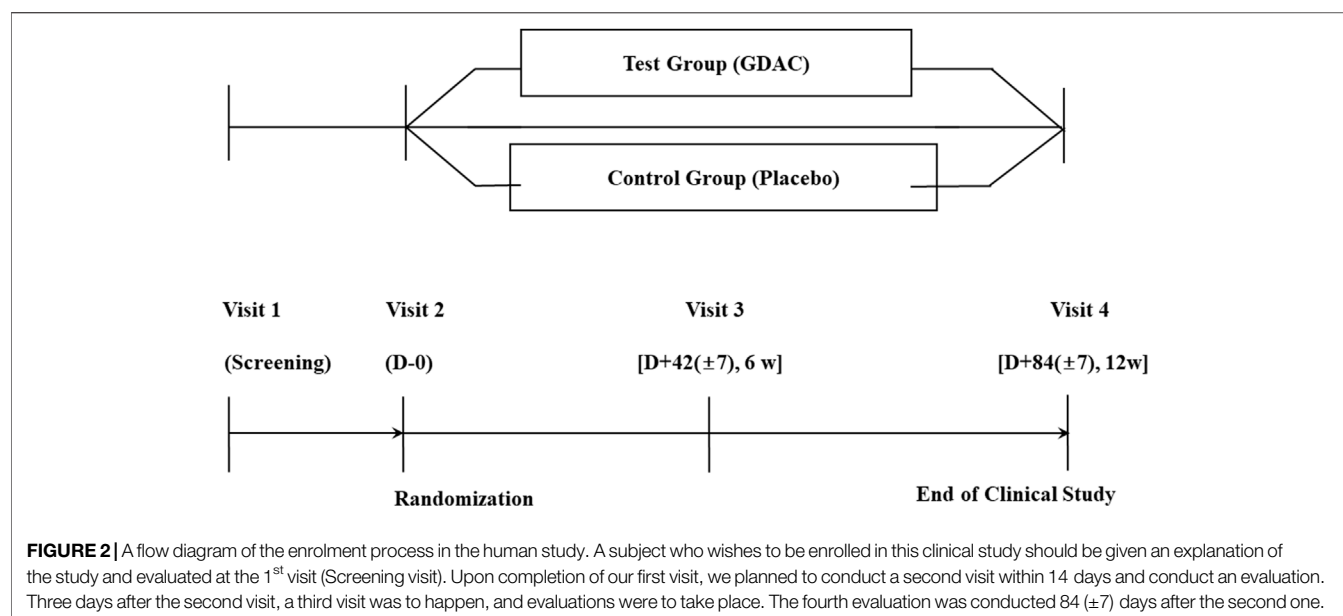 Test Group (GDAC)
Control Group (Placebo)
Visit 1 Visit 2 Visit 3 Visit 4
(Screening) (D-0) [D+42(±7), 6 w] [D+84(±7), 12w]
Randomization End of Clinical Study
FIGURE 2 | A flow diagram of the enrolment process in the human study. A subject who wishes to be enrolled in this clinical study should be given an explanation of
the study and evaluated at the 1st visit (Screening visit). Upon completion of our first visit, we planned to conduct a second visit within 14 days and conduct an evaluation.
Three days after the second visit, a third visit was to happen, and evaluations were to take place. The fourth evaluation was conducted 84 (±7) days after the second one.